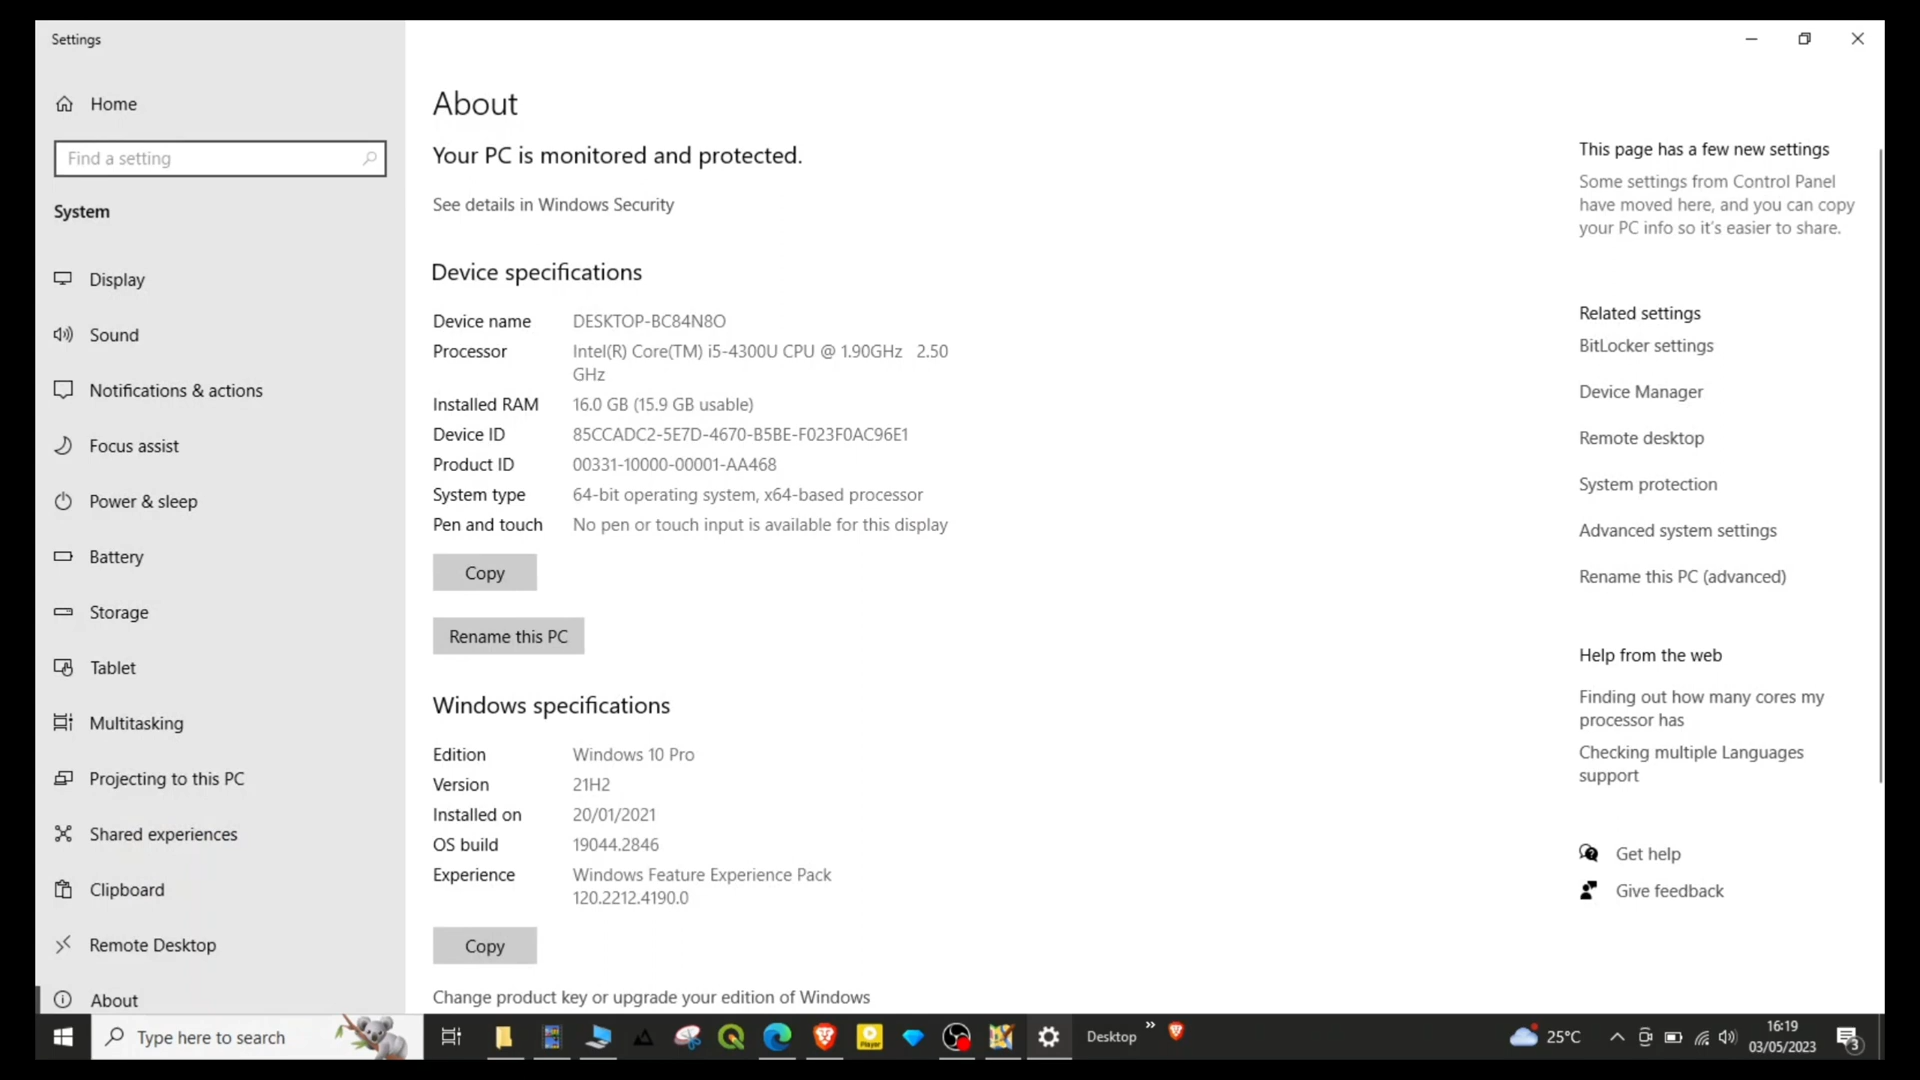 Settings
Home
Find a setting
System
Display
Sound
Notifications & actions
Focus assist
Power & sleep
Battery
Storage
Tablet
Multitasking
Projecting to this PC
Shared experiences
Clipboard
Remote Desktop
About
About
Your PC is monitored and protected.
See details in Windows Security
Device specifications
Device name DESKTOP-BC84N8O
Processor Intel(R) Core(TM) i5-4300U CPU @ 1.90GHz 2.50
GHz
Installed RAM 16.0 GB (15.9 GB usable)
Device ID 85CCADC2-5E7D-4670-B5BE-F023F0AC96E1
Product ID 00331-10000-00001-AA468
System type 64-bit operating system, x64-based processor
Pen and touch No pen or touch input is available for this display
Copy
Rename this PC
Windows specifications
Edition Windows 10 Pro
Version 21H2
Installed on 20/01/2021
OS build 19044.2846
Experience Windows Feature Experience Pack
120.2212.4190.0
Copy
Change product key or upgrade your edition of Windows
This page has a few new settings
Some settings from Control Panel
have moved here, and you can copy
your PC info so it's easier to share.
Related settings
BitLocker settings
Device Manager
Remote desktop
System protection
Advanced system settings
Rename this PC (advanced)
Help from the web
Finding out how many cores my
processor has
Checking multiple Languages
support
Get help
Give feedback
Type here to search
Player
Desktop
25°C
16:19
03/05/2023
3